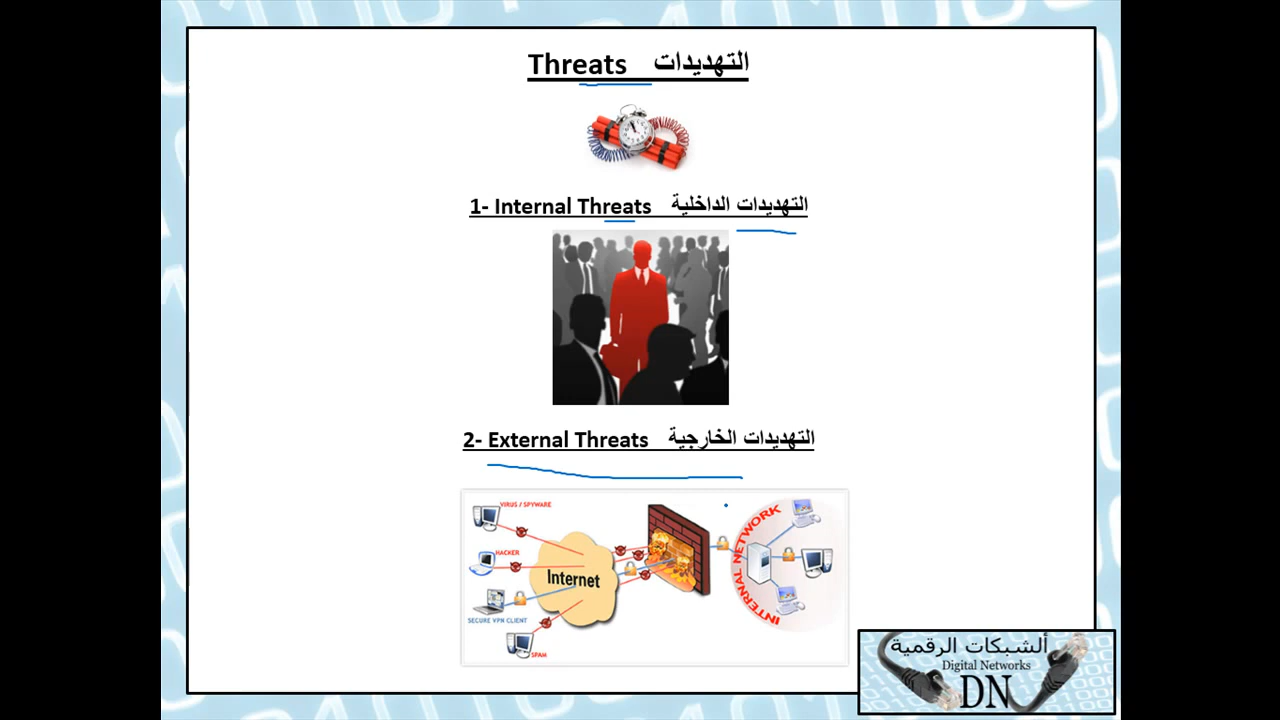 Threats التهديدات
1- Internal Threats التهديدات الداخلية
2- External Threats التهديدات الخارجية
VIRUS / SPYWARE
HACKER
Internet
SECURE VPN CLIENT
SPAM
INTERNAL NETWORK
ألشبكات الرقمية
Digital Networks
DN